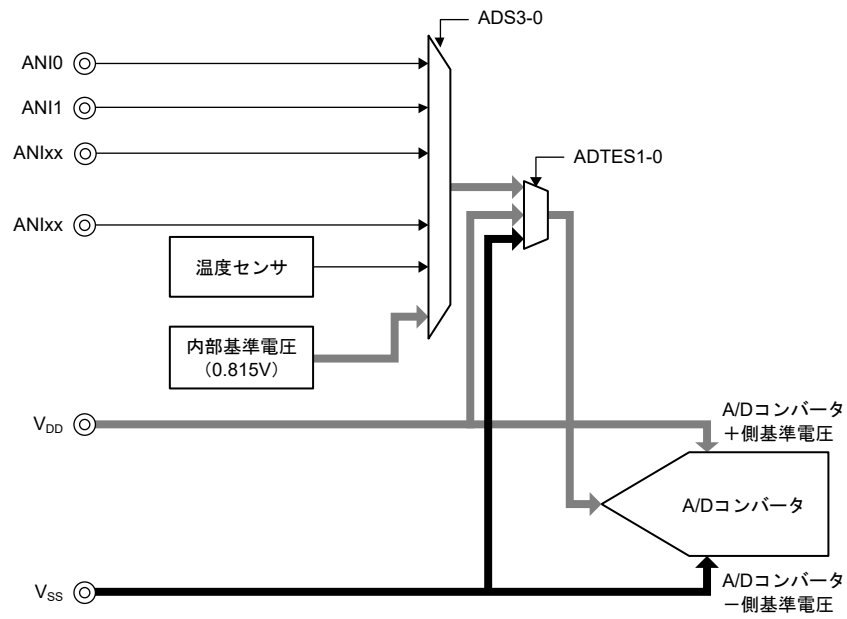 ADS3-0
ANI0
ANI1
ANIxx
ADTES1-0
ANIxx
温度センサ
内部基準電圧
（0.815V）
VDD
A/Dコンバータ
＋側基準電圧
A/Dコンバータ
VSS
A/Dコンバータ
－側基準電圧